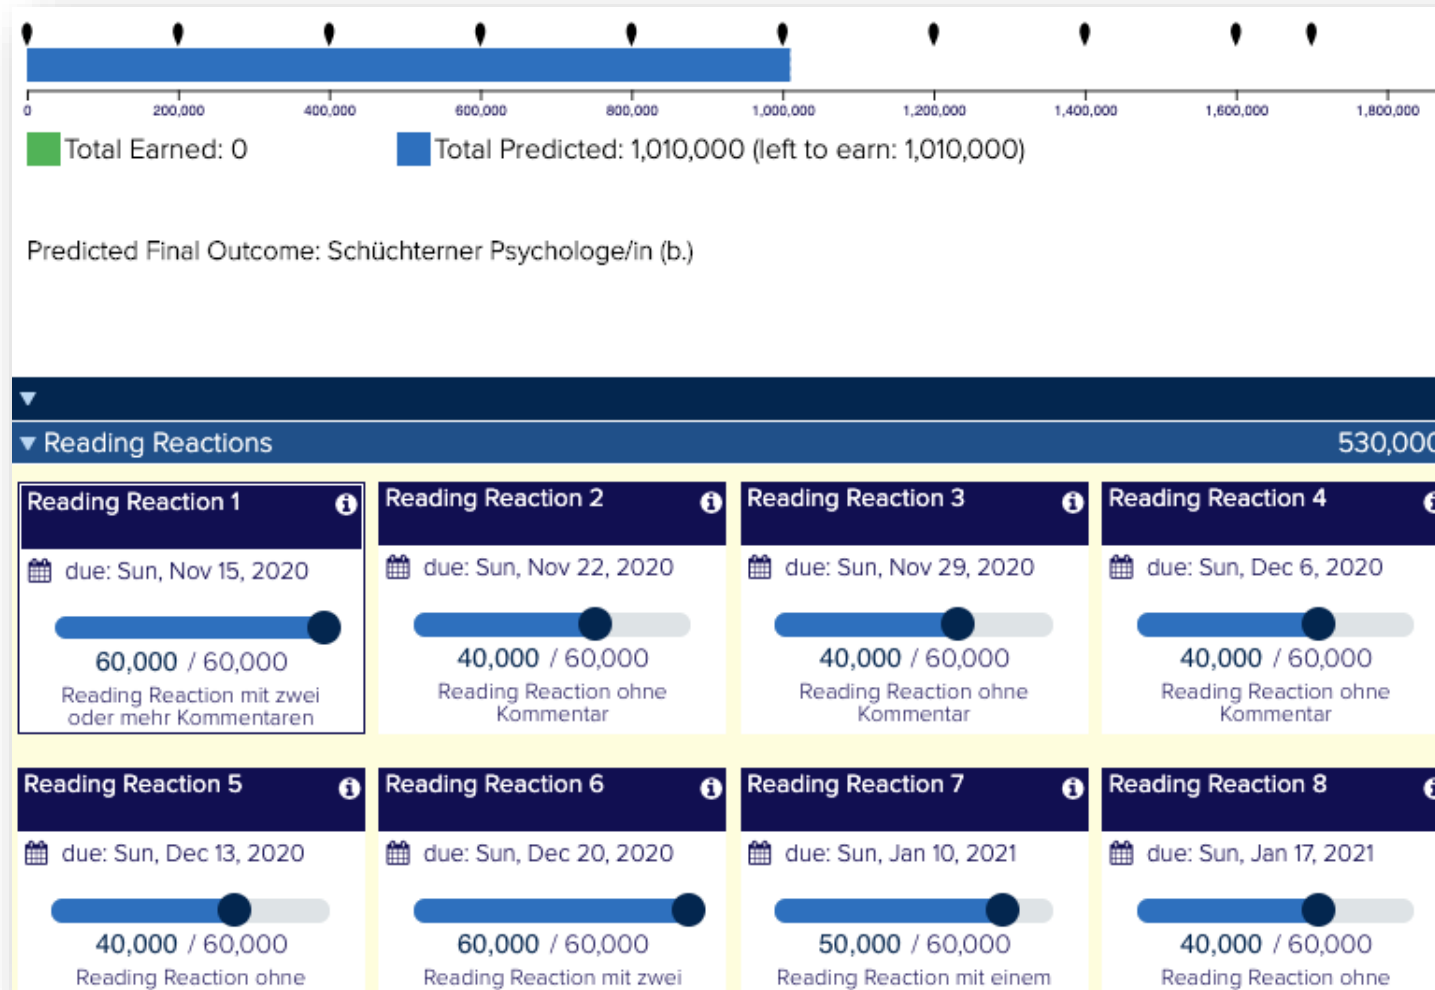 0 200,000 400,000 600,000 800,000 1,000,000 1,200,000 1,400,000 1,600,000 1,800,000
Total Earned: 0 Total Predicted: 1,010,000 (left to earn: 1,010,000)
Predicted Final Outcome: Schüchterner Psychologe/in (b.)
Reading Reactions 530,000
Reading Reaction 1 Reading Reaction 2 Reading Reaction 3 Reading Reaction 4
due: Sun, Nov 15, 2020 due: Sun, Nov 22, 2020 due: Sun, Nov 29, 2020 due: Sun, Dec 6, 2020
60,000 / 60,000 40,000 / 60,000 40,000 / 60,000 40,000 / 60,000
Reading Reaction mit zwei Reading Reaction ohne Reading Reaction ohne Reading Reaction ohne
oder mehr Kommentaren Kommentar Kommentar Kommentar
Reading Reaction 5 Reading Reaction 6 Reading Reaction 7 Reading Reaction 8
due: Sun, Dec 13, 2020 due: Sun, Dec 20, 2020 due: Sun, Jan 10, 2021 due: Sun, Jan 17, 2021
40,000 / 60,000 60,000 / 60,000 50,000 / 60,000 40,000 / 60,000
Reading Reaction ohne Reading Reaction mit zwei Reading Reaction mit einem Reading Reaction ohne